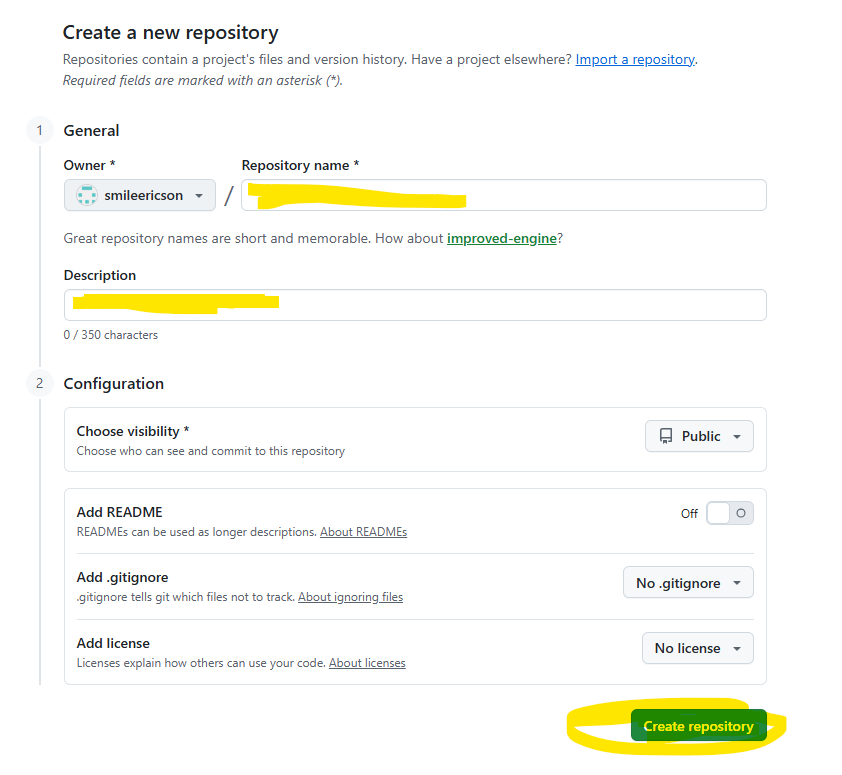 Create a new repository
Repositories contain a project's files and version history. Have a project elsewhere? Import a repository.
Required fields are marked with an asterisk (*).
1 General
Owner * Repository name *
smileericson /
Great repository names are short and memorable. How about improved-engine?
Description
0 / 350 characters
2 Configuration
Choose visibility * Public
Choose who can see and commit to this repository
Add README Off
READMEs can be used as longer descriptions. About READMEs
Add .gitignore No .gitignore
.gitignore tells git which files not to track. About ignoring files
Add license No license
Licenses explain how others can use your code. About licenses
Create repository